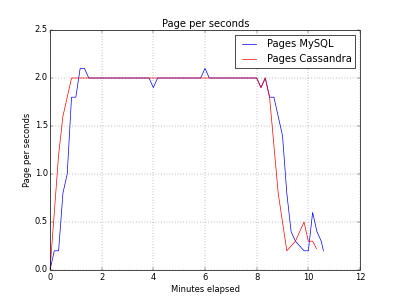 Page per seconds
Pages MySQL
Pages Cassandra
Page per seconds
2.5
2.0
1.5
1.0
0.5
0.0
0 2 4 6 8 10 12
Minutes elapsed